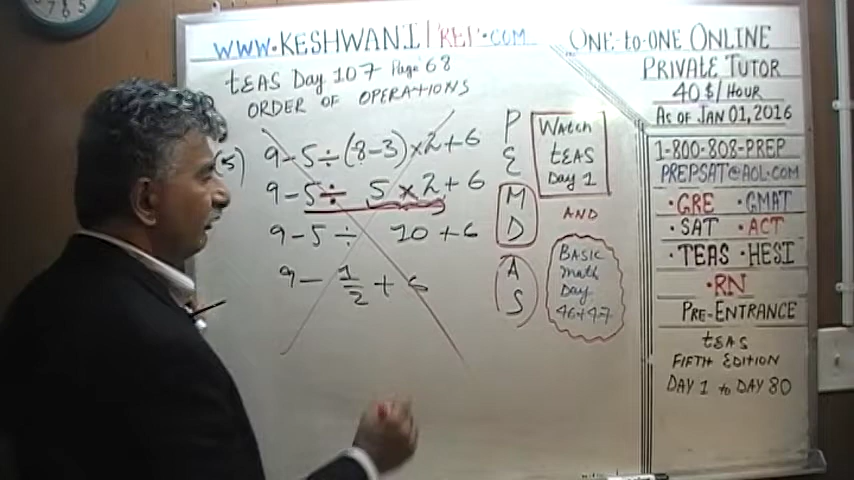 WWW.KESHWANIPREP.COM
TEAS Day 107 Page 68
ORDER OF OPERATIONS
(5) 9-5÷(8-3)×2+6
9-5÷ 5×2+6
9-5÷ 10+6
9-1/2+6
P
E
M
D
A
S
Watch
TEAS
Day 1
AND
BASIC
Math
Day
46+47
ONE-to-ONE ONLINE
PRIVATE TUTOR
40$/HOUR
AS OF JAN 01, 2016
1-800-808-PREP
PREPSAT@AOL.COM
•GRE •GMAT
•SAT •ACT
•TEAS •HESI
•RN
PRE-ENTRANCE
TEAS
FIFTH EDITION
DAY 1 to DAY 80